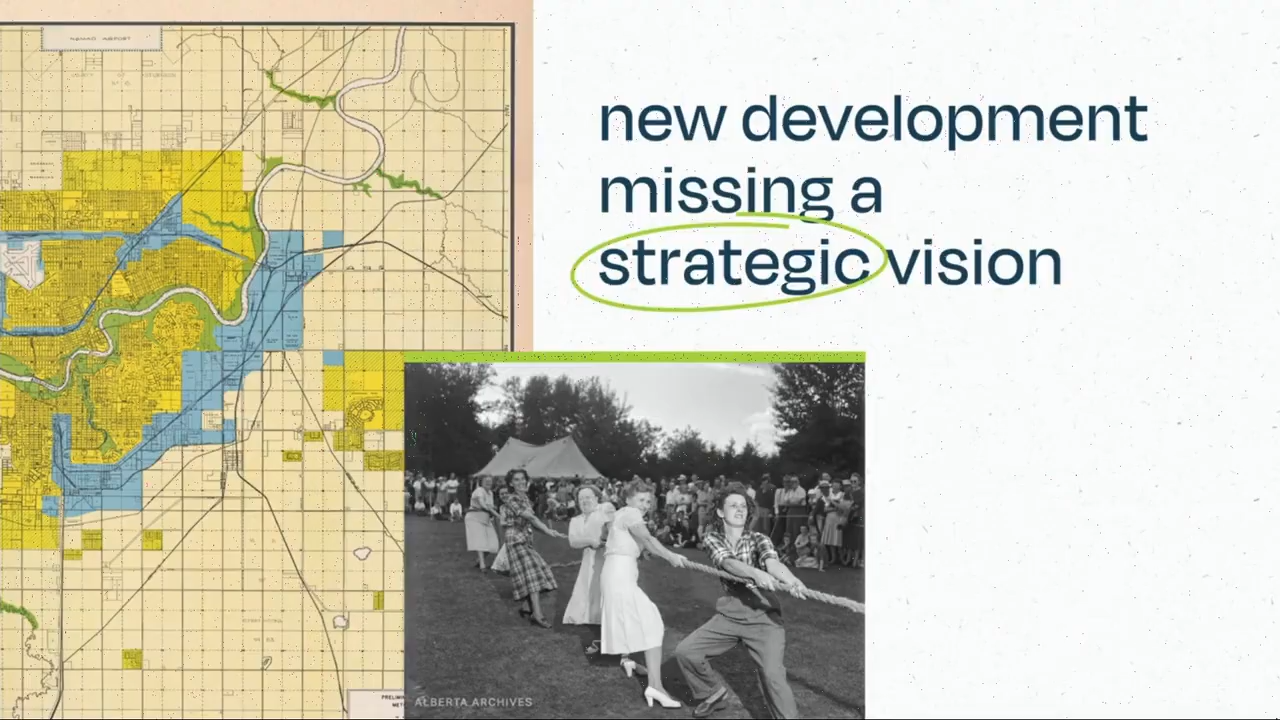 new development
missing a
strategic vision
ALBERTA ARCHIVES